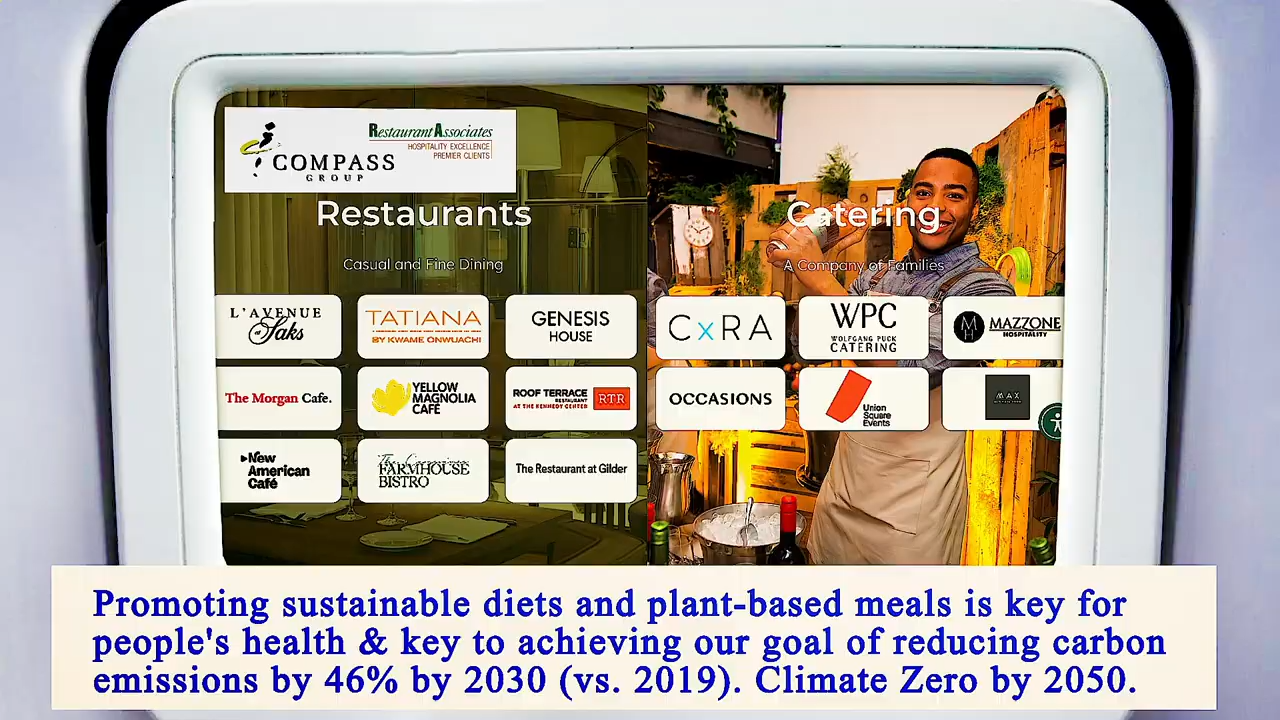 COMPASS
GROUP
Restaurant Associates
HOSPITALITY EXCELLENCE
PREMIER CLIENTS
Restaurants
Casual and Fine Dining
L'AVENUE
Saks
TATIANA
BY KWAME ONWUACHI
GENESIS
HOUSE
The Morgan Cafe.
YELLOW
MAGNOLIA
CAFÉ
ROOF TERRACE
RESTAURANT
AT THE KENNEDY CENTER
RTR
New
American
Café
FARMHOUSE
BISTRO
The Restaurant at Gilder
Catering
A Company of Families
CxRA
WPC
WOLFGANG PUCK
CATERING
MH
MAZZONE
HOSPITALITY
OCCASIONS
Union
Square
Events
MAX
Promoting sustainable diets and plant-based meals is key for
people's health & key to achieving our goal of reducing carbon
emissions by 46% by 2030 (vs. 2019). Climate Zero by 2050.